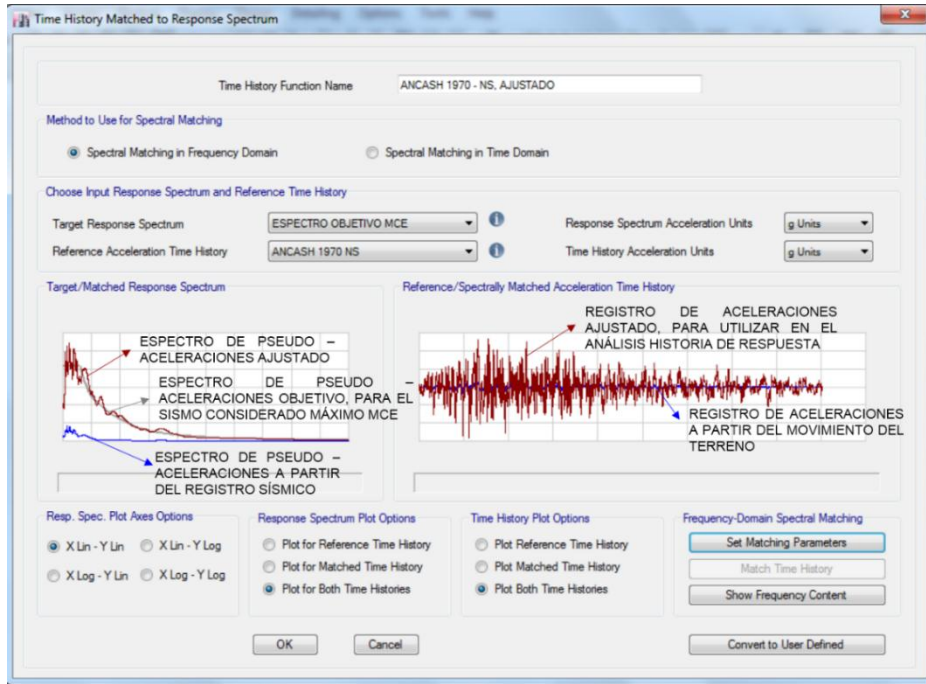 Time History Matched to Response Spectrum
Time History Function Name
ANCASH 1970 - NS, AJUSTADO
Method to Use for Spectral Matching
Spectral Matching in Frequency Domain
Spectral Matching in Time Domain
Choose Input Response Spectrum and Reference Time History
Target Response Spectrum
ESPECTRO OBJETIVO MCE
Response Spectrum Acceleration Units
g Units
Reference Acceleration Time History
ANCASH 1970 NS
Time History Acceleration Units
g Units
Target/Matched Response Spectrum
ESPECTRO DE PSEUDO –
ACELERACIONES AJUSTADO
ESPECTRO DE PSEUDO –
ACELERACIONES OBJETIVO, PARA EL
SISMO CONSIDERADO MÁXIMO MCE
ESPECTRO DE PSEUDO –
ACELERACIONES A PARTIR
DEL REGISTRO SÍSMICO
Reference/Spectrally Matched Acceleration Time History
REGISTRO DE ACELERACIONES
AJUSTADO, PARA UTILIZAR EN EL
ANÁLISIS HISTORIA DE RESPUESTA
REGISTRO DE ACELERACIONES
A PARTIR DEL MOVIMIENTO DEL
TERRENO
Resp. Spec. Plot Axes Options
X Lin - Y Lin
X Lin - Y Log
X Log - Y Lin
X Log - Y Log
Response Spectrum Plot Options
Plot for Reference Time History
Plot for Matched Time History
Plot for Both Time Histories
Time History Plot Options
Plot Reference Time History
Plot Matched Time History
Plot Both Time Histories
Frequency-Domain Spectral Matching
Set Matching Parameters
Match Time History
Show Frequency Content
OK
Cancel
Convert to User Defined